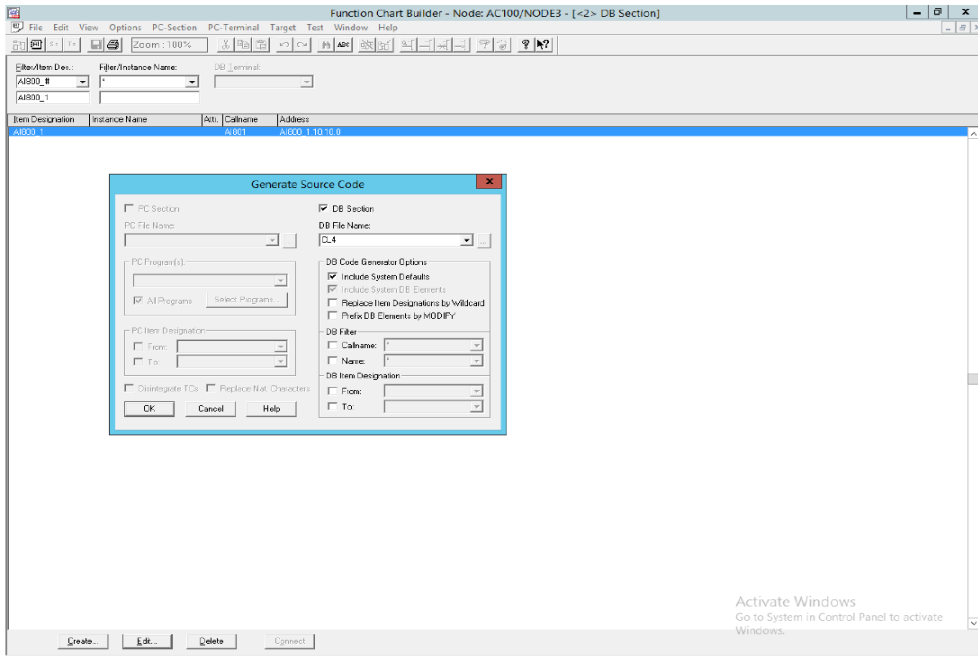 Function Chart Builder - Node: AC100/NODE3 - [<2> DB Section]
File Edit View Options PC-Section PC-Terminal Target Test Window Help
Zoom : 100%
ABC
Filter/Item Des.: Filter/Instance Name: DB Terminal:
AI800_# *
AI800_1
Item Designation Instance Name Att. Callname Address
AI800_1 AI801 AI800_1.10.10.0
Generate Source Code
PC Section
PC File Name:
PC Program(s):
All Programs Select Programs...
PC Item Designation
From:
To:
Disintegrate TCs Replace Nat. Characters
OK Cancel Help
DB Section
DB File Name:
CL4
...
DB Code Generator Options
Include System Defaults
Include System DB Elements
Replace Item Designations by Wildcard
Prefix DB Elements by MODIFY
DB Filter
Callname: *
Name: *
DB Item Designation
From:
To:
Activate Windows
Go to System in Control Panel to activate
Windows.
Create... Edit... Delete Connect